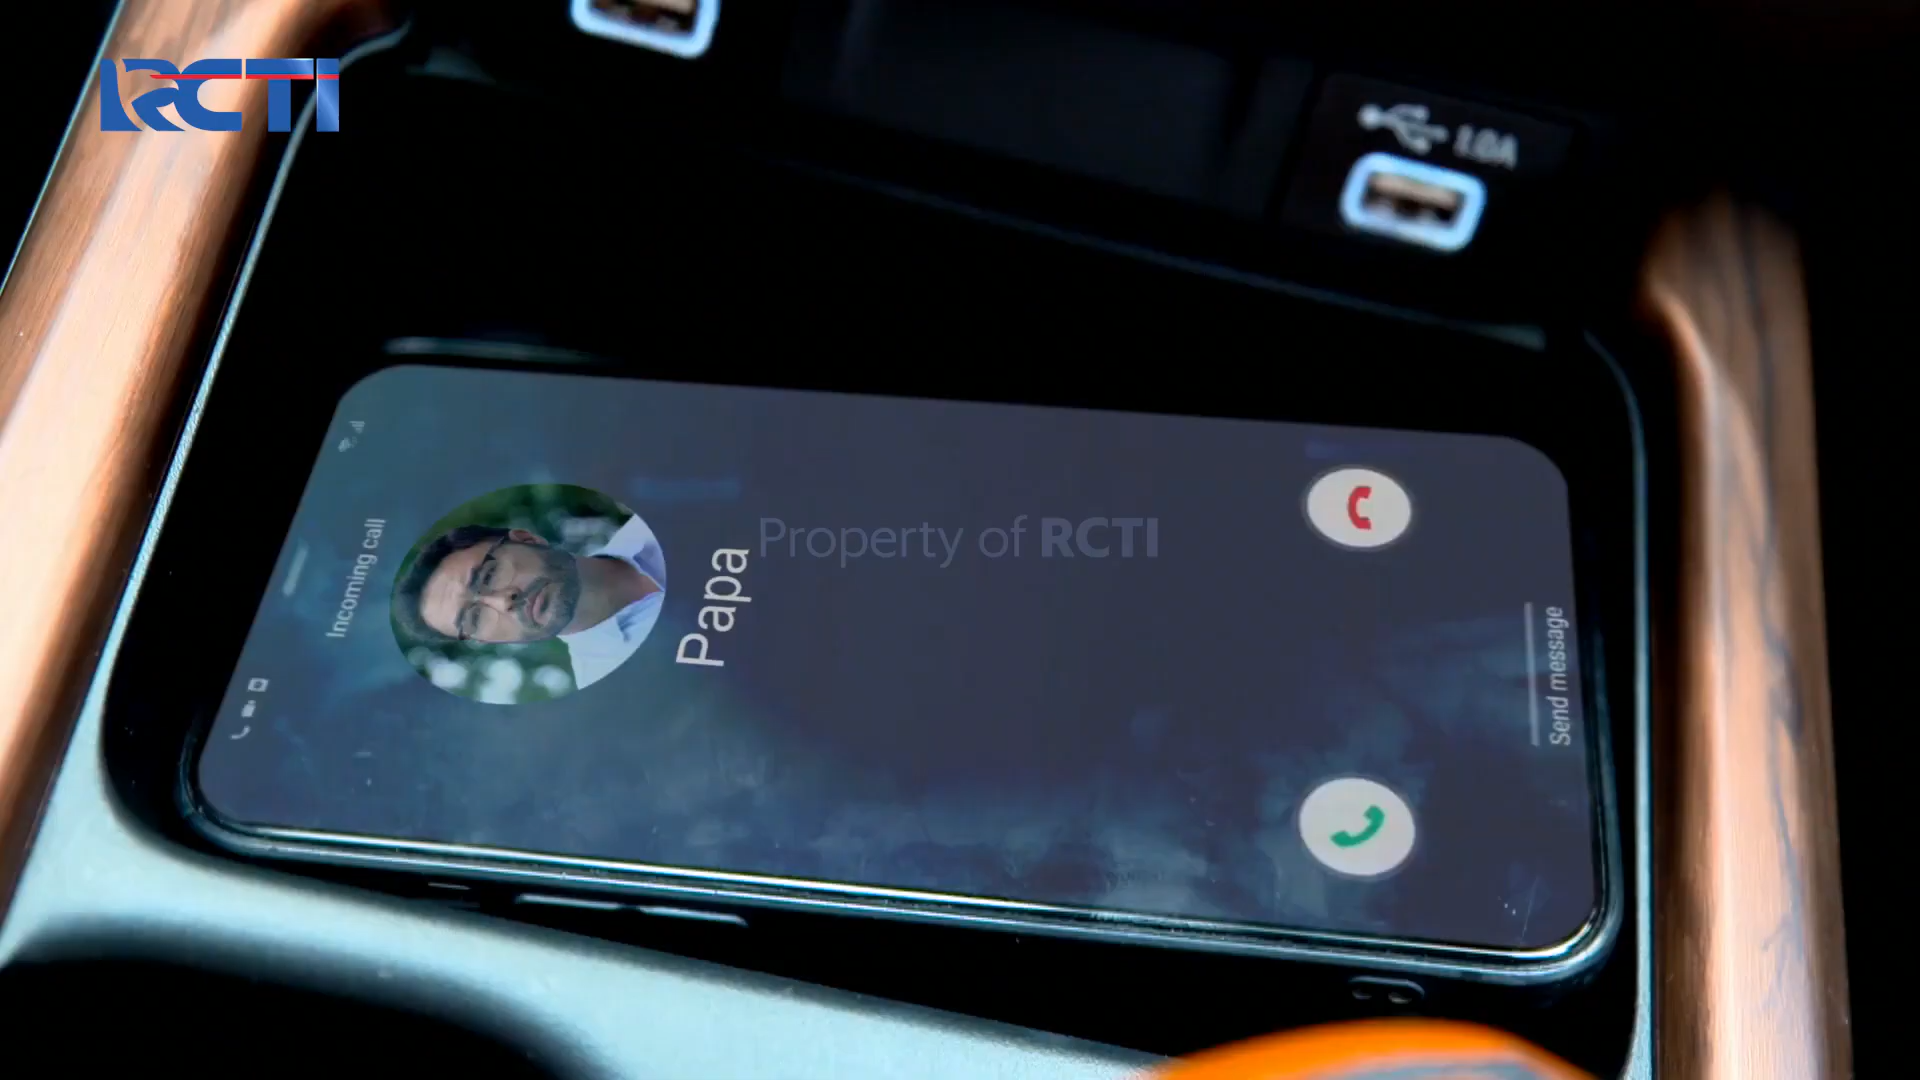 RCTI
1.0A
Incoming call
Papa
Property of RCTI
Send message